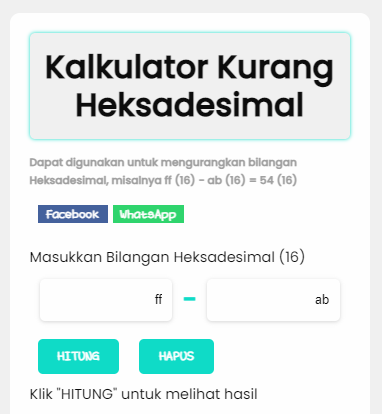 Kalkulator Kurang
Heksadesimal
Dapat digunakan untuk mengurangkan bilangan
Heksadesimal, misalnya ff (16) - ab (16) = 54 (16)
Facebook WhatsApp
Masukkan Bilangan Heksadesimal (16)
ff - ab
HITUNG HAPUS
Klik "HITUNG" untuk melihat hasil